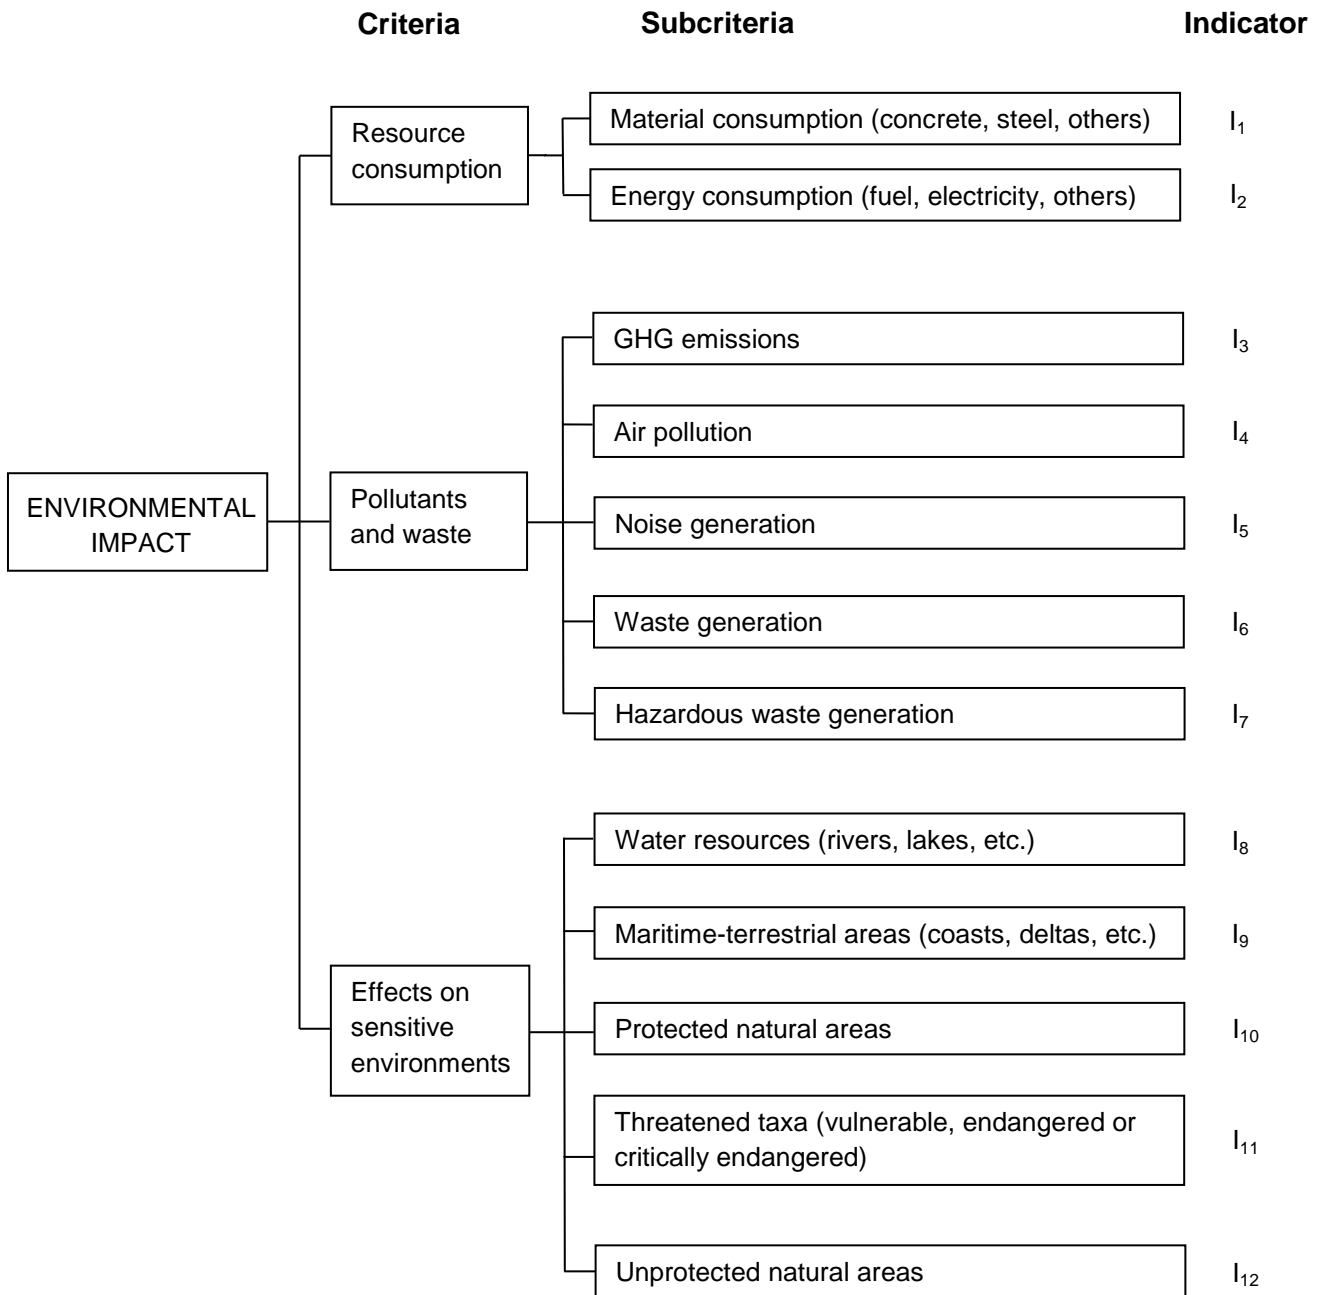 Criteria Subcriteria Indicator
Resource
consumption
Material consumption (concrete, steel, others) I1
Energy consumption (fuel, electricity, others) I2
ENVIRONMENTAL
IMPACT
Pollutants
and waste
GHG emissions I3
Air pollution I4
Noise generation I5
Waste generation I6
Hazardous waste generation I7
Effects on
sensitive
environments
Water resources (rivers, lakes, etc.) I8
Maritime-terrestrial areas (coasts, deltas, etc.) I9
Protected natural areas I10
Threatened taxa (vulnerable, endangered or
critically endangered) I11
Unprotected natural areas I12